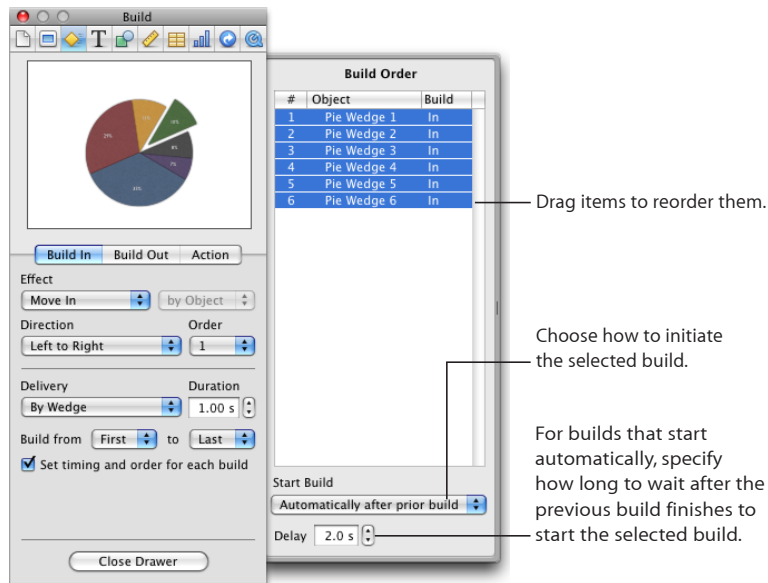 Build
T
Build In Build Out Action
Effect
Move In by Object
Direction Order
Left to Right 1
Delivery Duration
By Wedge 1.00 s
Build from First to Last
Set timing and order for each build
Close Drawer
Build Order
# Object Build
1 Pie Wedge 1 In
2 Pie Wedge 2 In
3 Pie Wedge 3 In
4 Pie Wedge 4 In
5 Pie Wedge 5 In
6 Pie Wedge 6 In
Start Build
Automatically after prior build
Delay 2.0 s
Drag items to reorder them.
Choose how to initiate
the selected build.
For builds that start
automatically, specify
how long to wait after the
previous build finishes to
start the selected build.